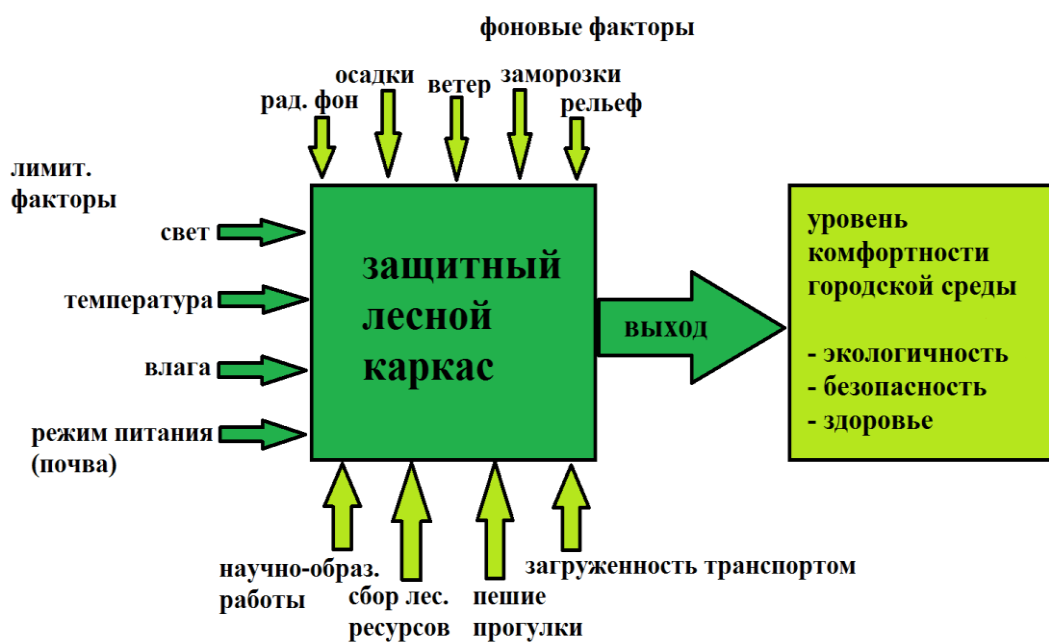 фоновые факторы
осадки
заморозки
ветер
рад. фон
рельеф
лимит.
факторы
свет
температура
влага
режим питания
(почва)
защитный
лесной
каркас
выход
уровень
комфортности
городской среды
- экологичность
- безопасность
- здоровье
научно-образ.
работы
сбор лес.
ресурсов
пешие
прогулки
загруженность транспортом